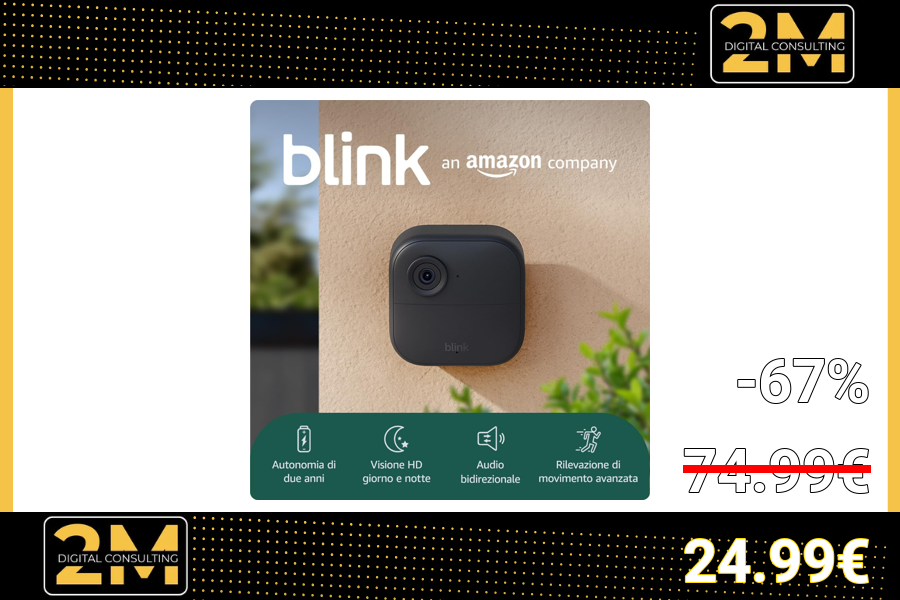 2M
DIGITAL CONSULTING
blink an amazon company
blink
-67%
74.99€
Autonomia di
due anni
Visione HD
giorno e notte
Audio
bidirezionale
Rilevazione di
movimento avanzata
2M
DIGITAL CONSULTING
24.99€